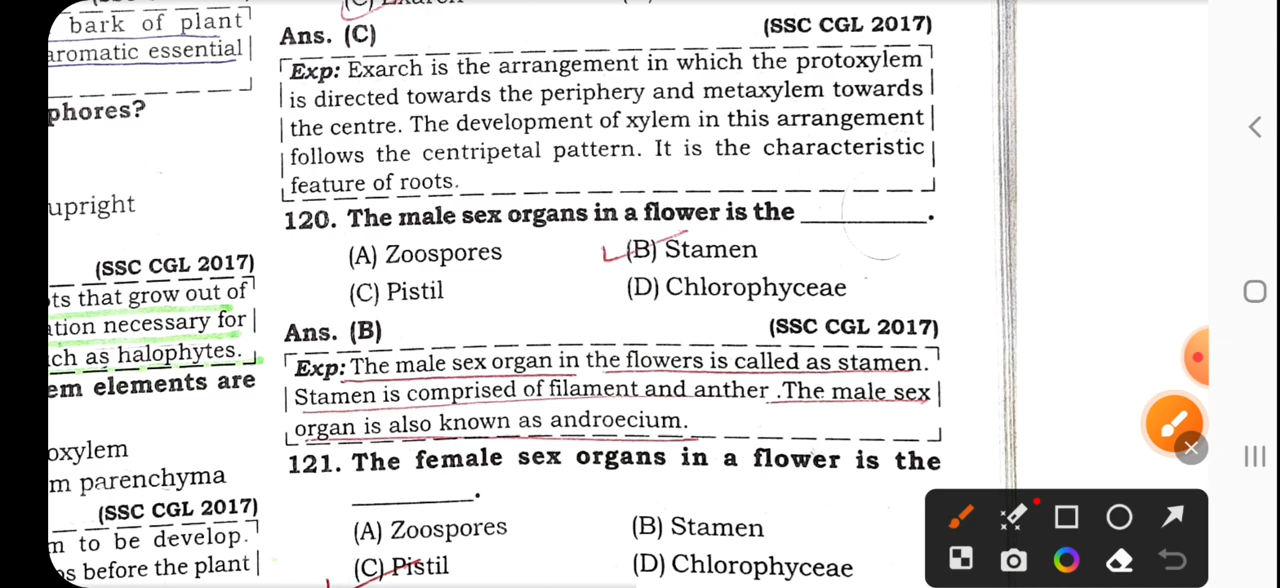 bark of plant
aromatic essential
phores?
upright
(SSC CGL 2017)
ts that grow out of
ation necessary for
ch as halophytes.
em elements are
oxylem
m parenchyma
(SSC CGL 2017)
n to be develop.
os before the plant
Ans. (C) (SSC CGL 2017)
Exp: Exarch is the arrangement in which the protoxylem
is directed towards the periphery and metaxylem towards
the centre. The development of xylem in this arrangement
follows the centripetal pattern. It is the characteristic
feature of roots.
120. The male sex organs in a flower is the ________.
(A) Zoospores (B) Stamen
(C) Pistil (D) Chlorophyceae
Ans. (B) (SSC CGL 2017)
Exp: The male sex organ in the flowers is called as stamen.
Stamen is comprised of filament and anther .The male sex
organ is also known as androecium.
121. The female sex organs in a flower is the
________.
(A) Zoospores (B) Stamen
(C) Pistil (D) Chlorophyceae